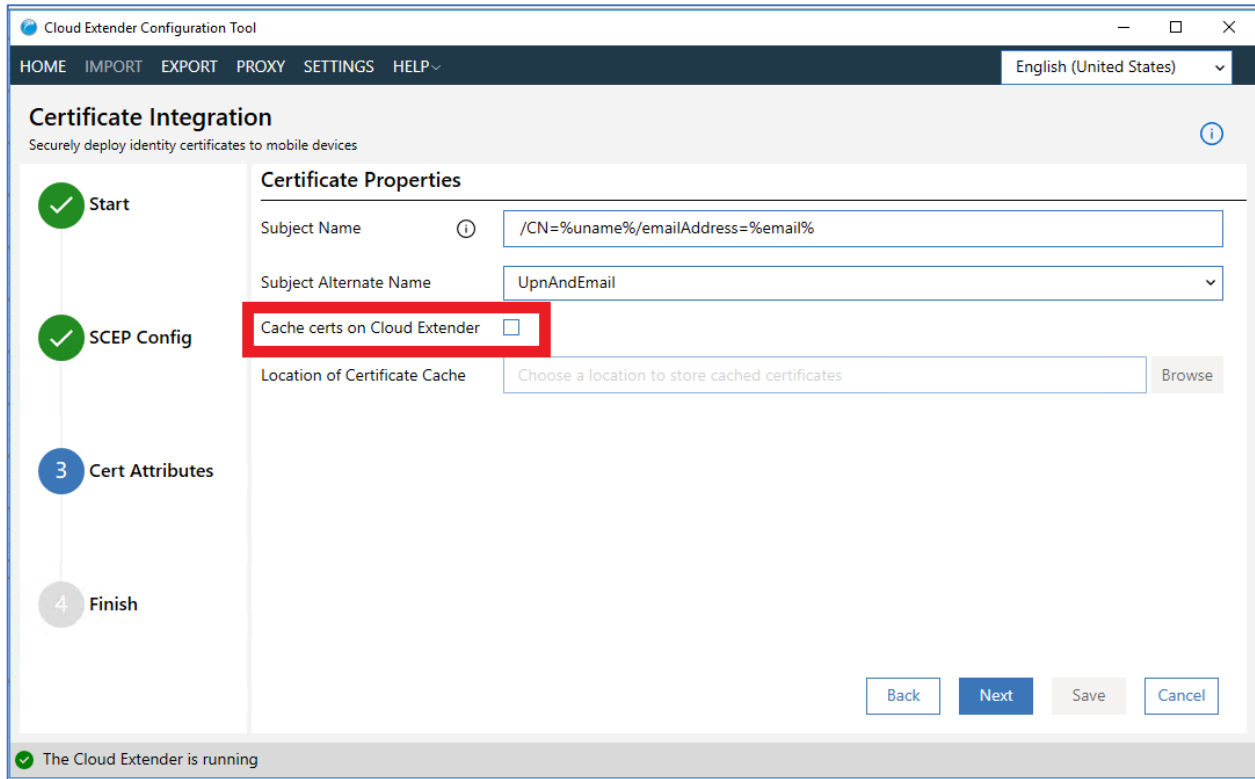 Cloud Extender Configuration Tool
HOME IMPORT EXPORT PROXY SETTINGS HELP English (United States)
Certificate Integration
Securely deploy identity certificates to mobile devices
Certificate Properties
Start
Subject Name /CN=%uname%/emailAddress=%email%
Subject Alternate Name UpnAndEmail
SCEP Config
Cache certs on Cloud Extender
Location of Certificate Cache Choose a location to store cached certificates Browse
3 Cert Attributes
4 Finish
Back Next Save Cancel
The Cloud Extender is running